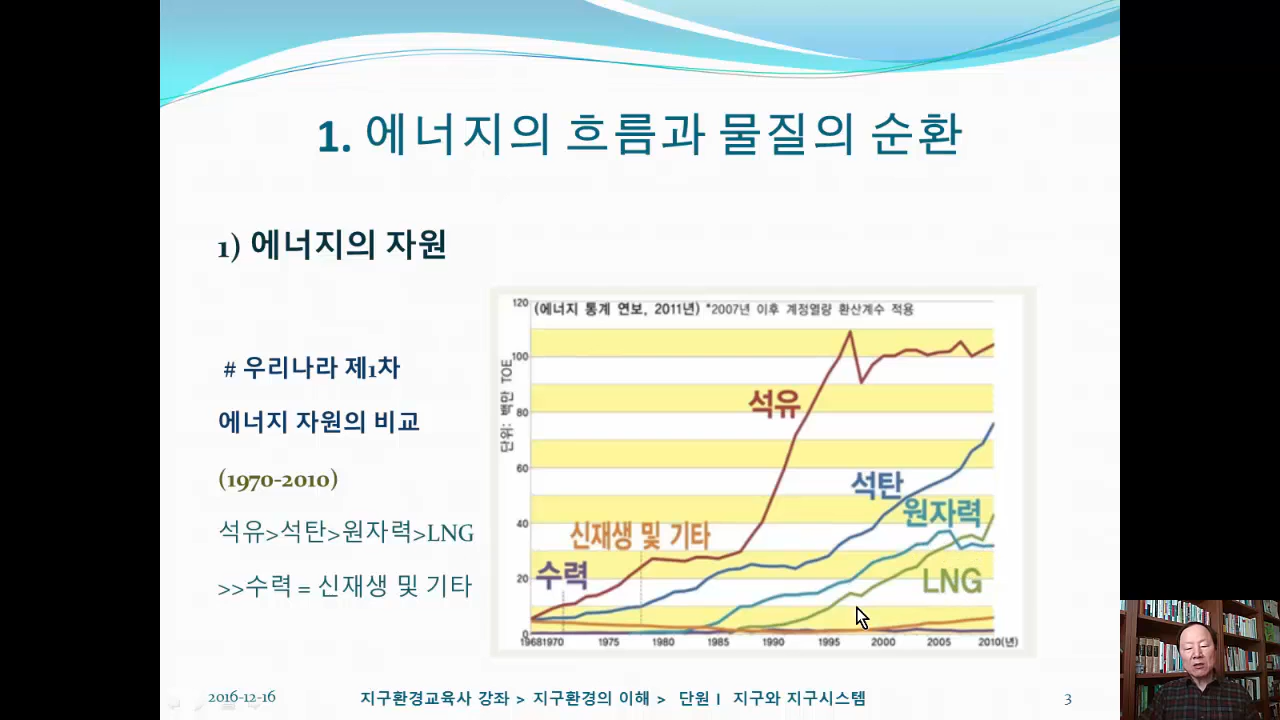 1. 에너지의 흐름과 물질의 순환
1) 에너지의 자원
# 우리나라 제1차
에너지 자원의 비교
(1970-2010)
석유>석탄>원자력>LNG
>>수력 = 신재생 및 기타
(에너지 통계 연보, 2011년) *2007년 이후 계정열량 환산계수 적용
단위: 백만 TOE
120
100
80
60
40
20
0
석유
석탄
원자력
신재생 및 기타
수력
LNG
1968 1970 1975 1980 1985 1990 1995 2000 2005 2010(년)
2016-12-16 지구환경교육사 강좌 > 지구환경의 이해 > 단원 I 지구와 지구시스템 3